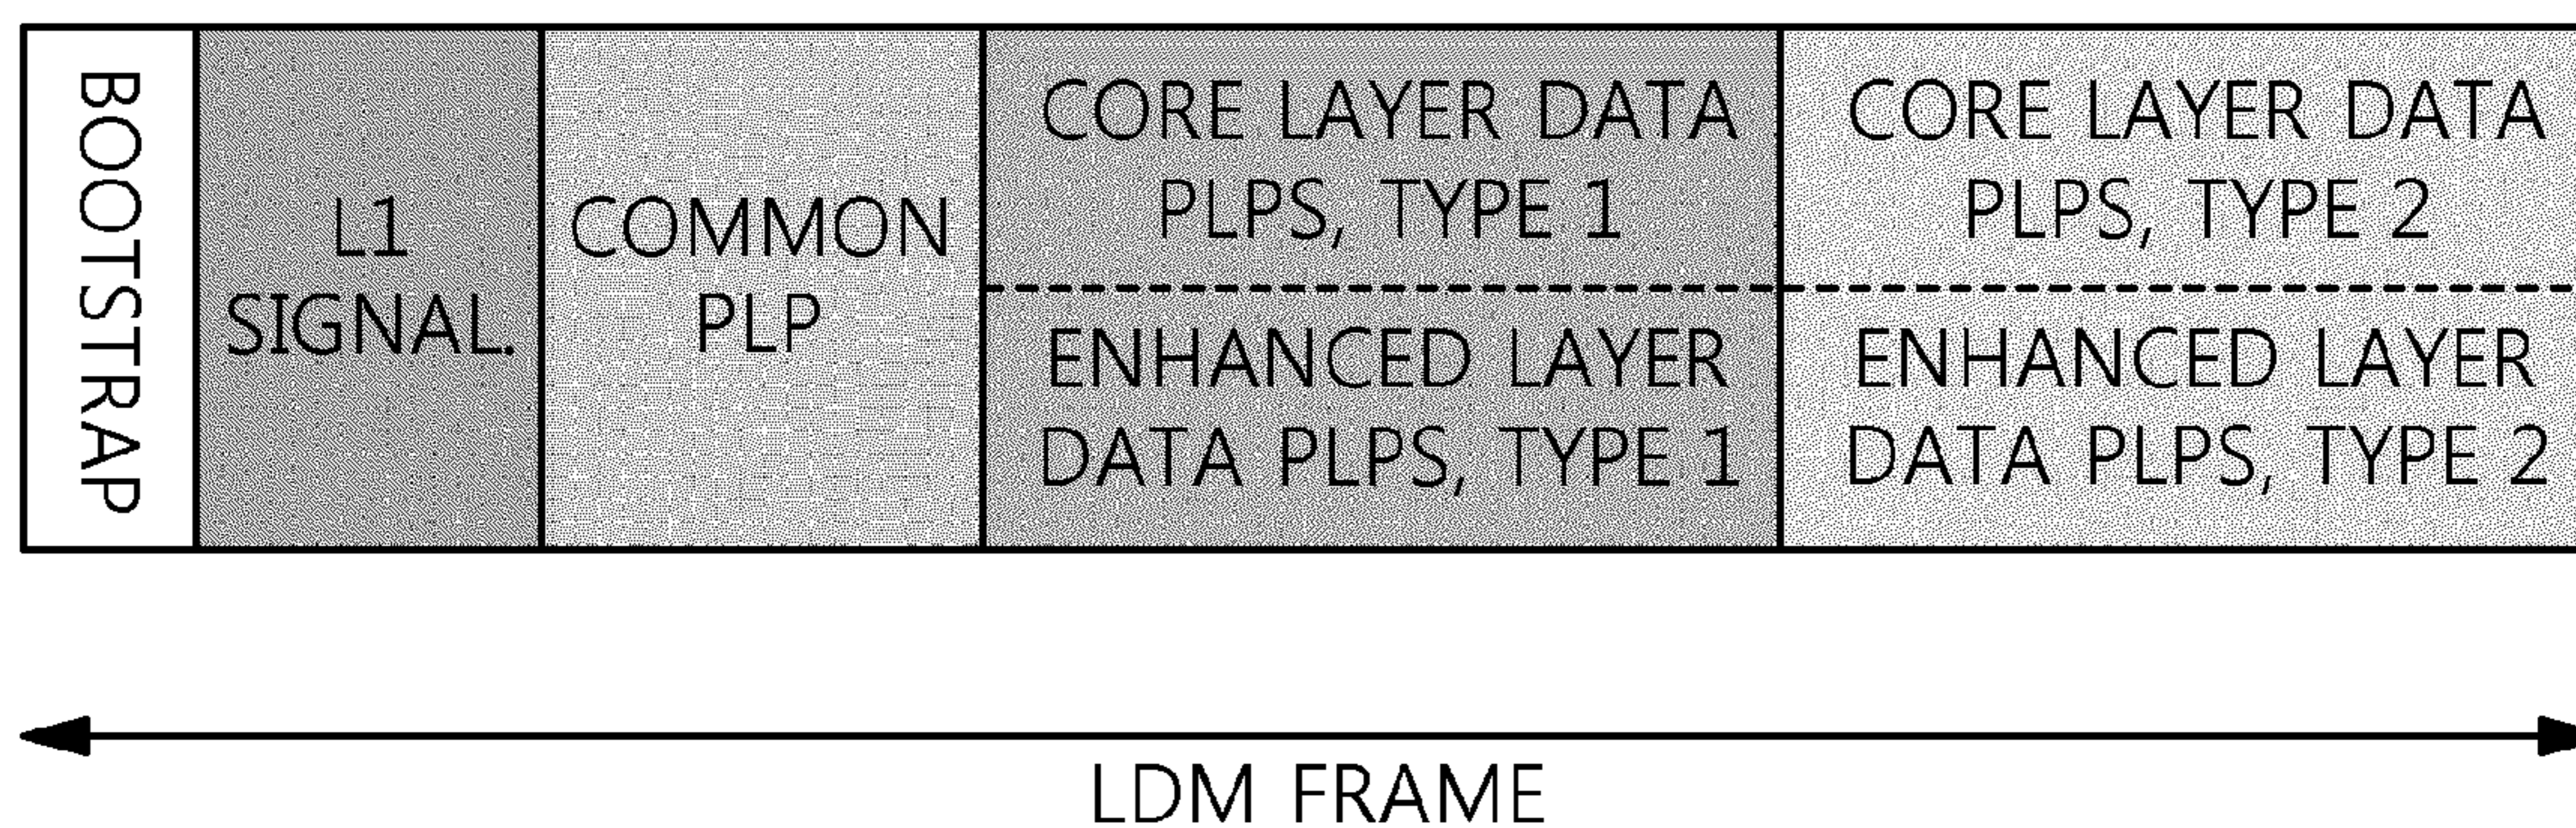 BOOTSTRAP
L1
SIGNAL.
COMMON
PLP
CORE LAYER DATA
PLPS, TYPE 1
ENHANCED LAYER
DATA PLPS, TYPE 1
CORE LAYER DATA
PLPS, TYPE 2
ENHANCED LAYER
DATA PLPS, TYPE 2
LDM FRAME